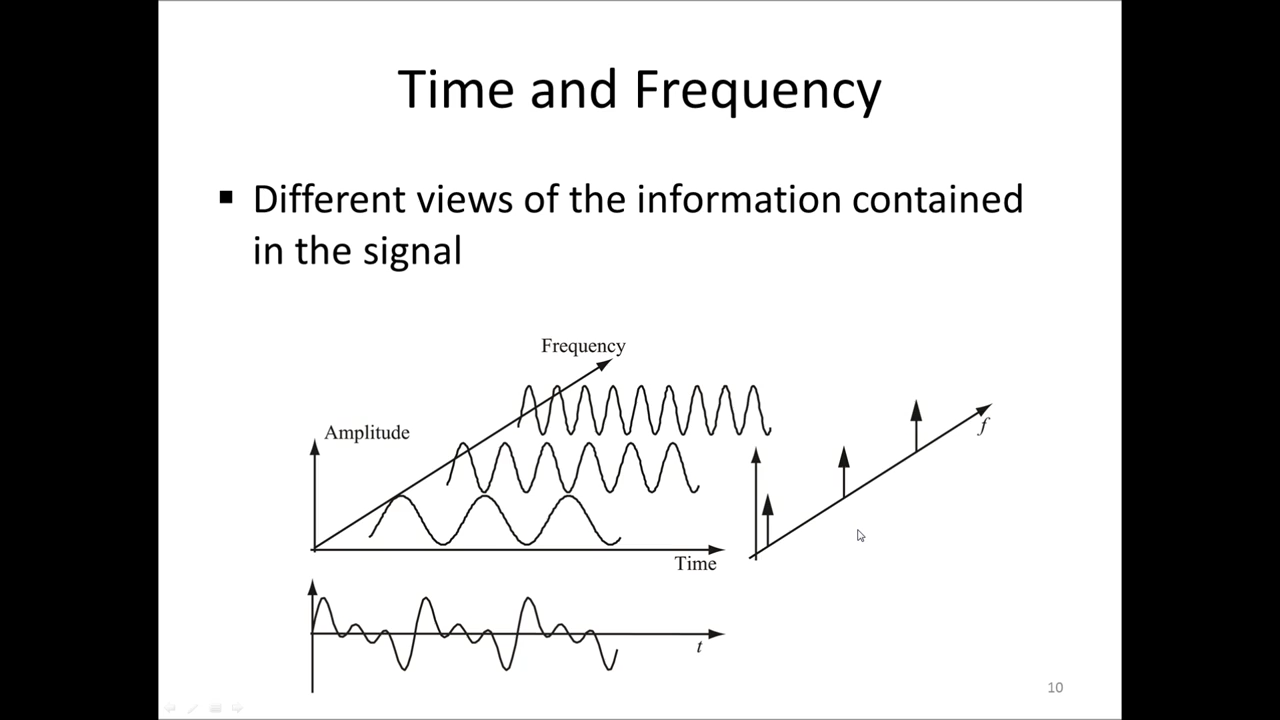 Time and Frequency
▪ Different views of the information contained
in the signal
Frequency
Amplitude
f
Time
t
10